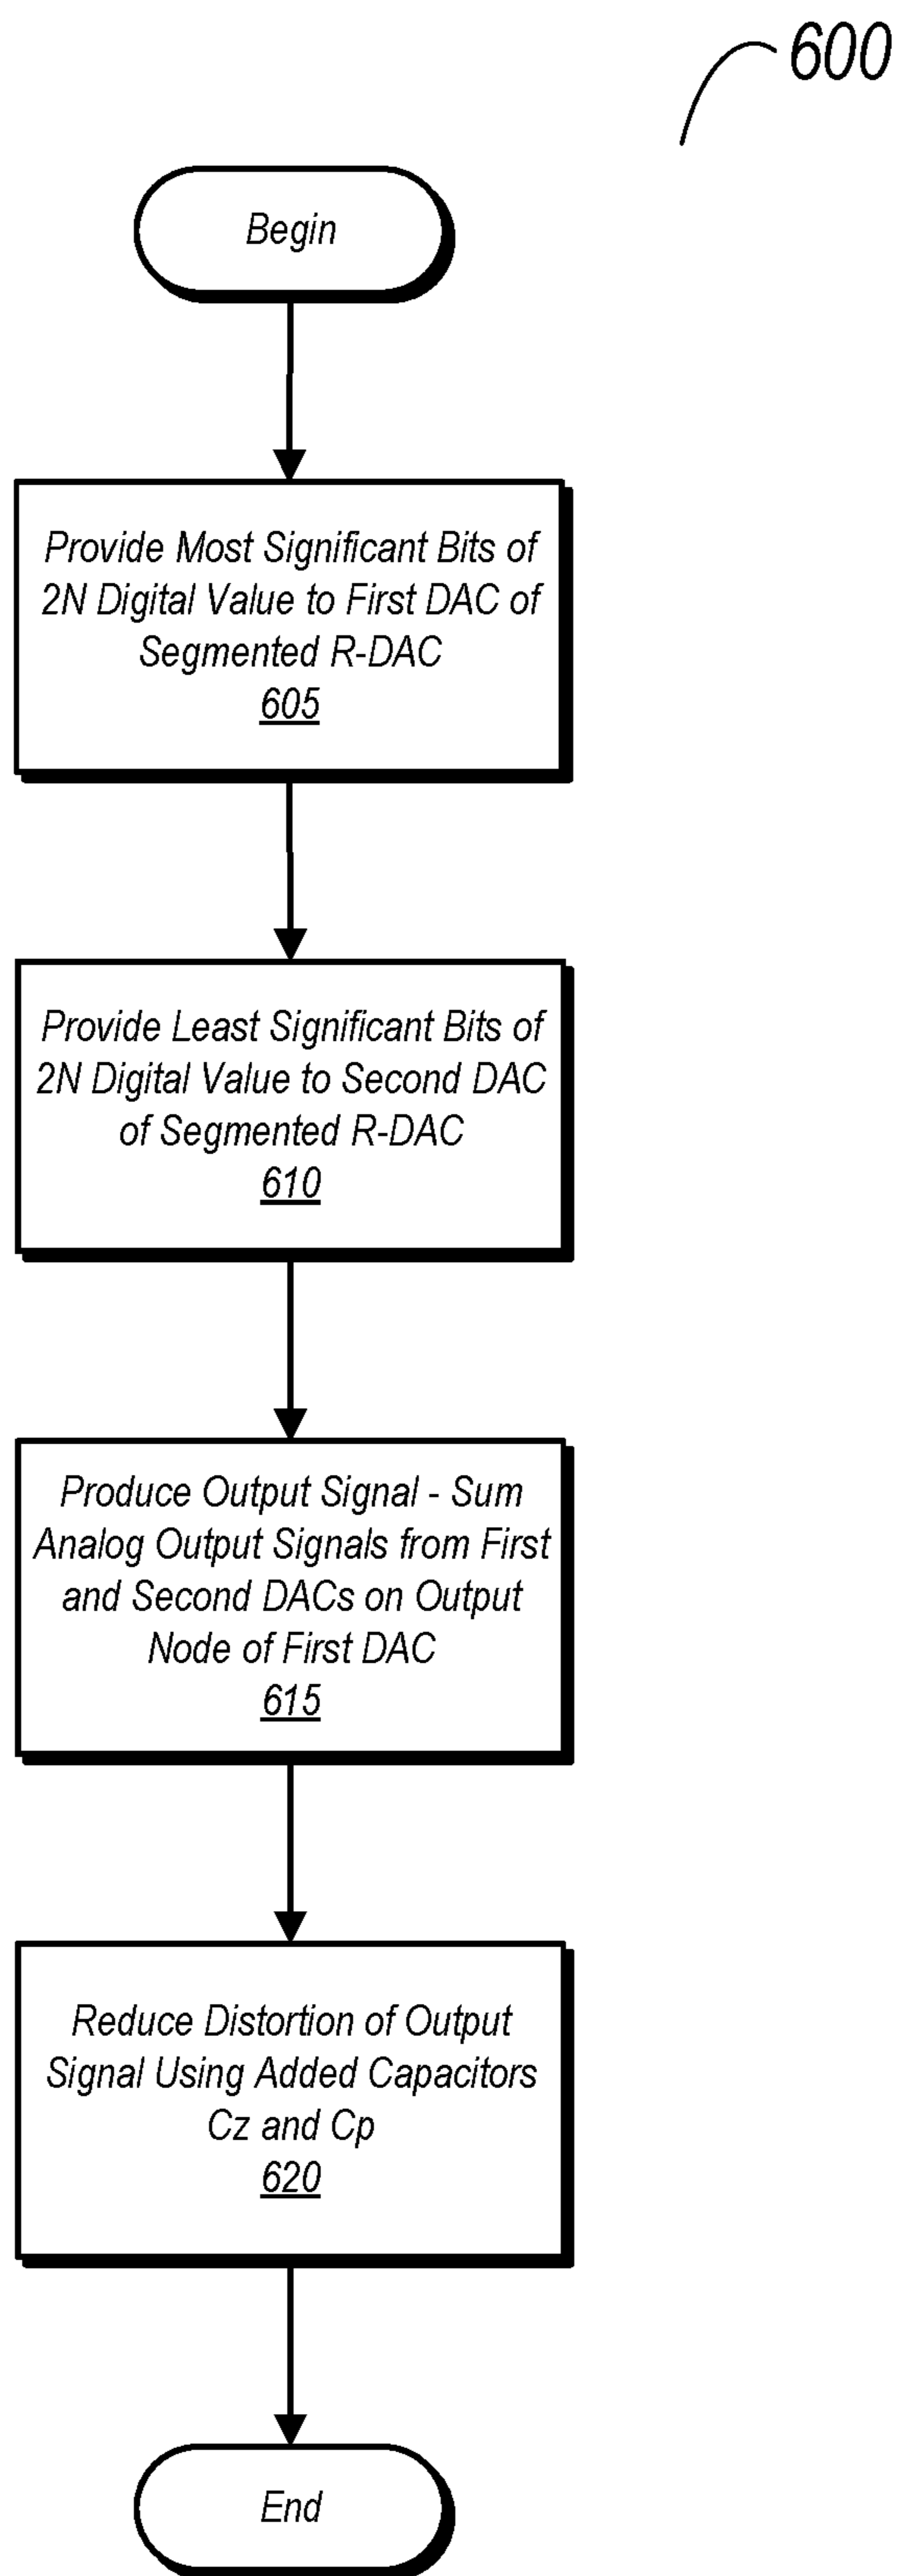 600
Begin
Provide Most Significant Bits of
2N Digital Value to First DAC of
Segmented R-DAC
605
Provide Least Significant Bits of
2N Digital Value to Second DAC
of Segmented R-DAC
610
Produce Output Signal - Sum
Analog Output Signals from First
and Second DACs on Output
Node of First DAC
615
Reduce Distortion of Output
Signal Using Added Capacitors
Cz and Cp
620
End